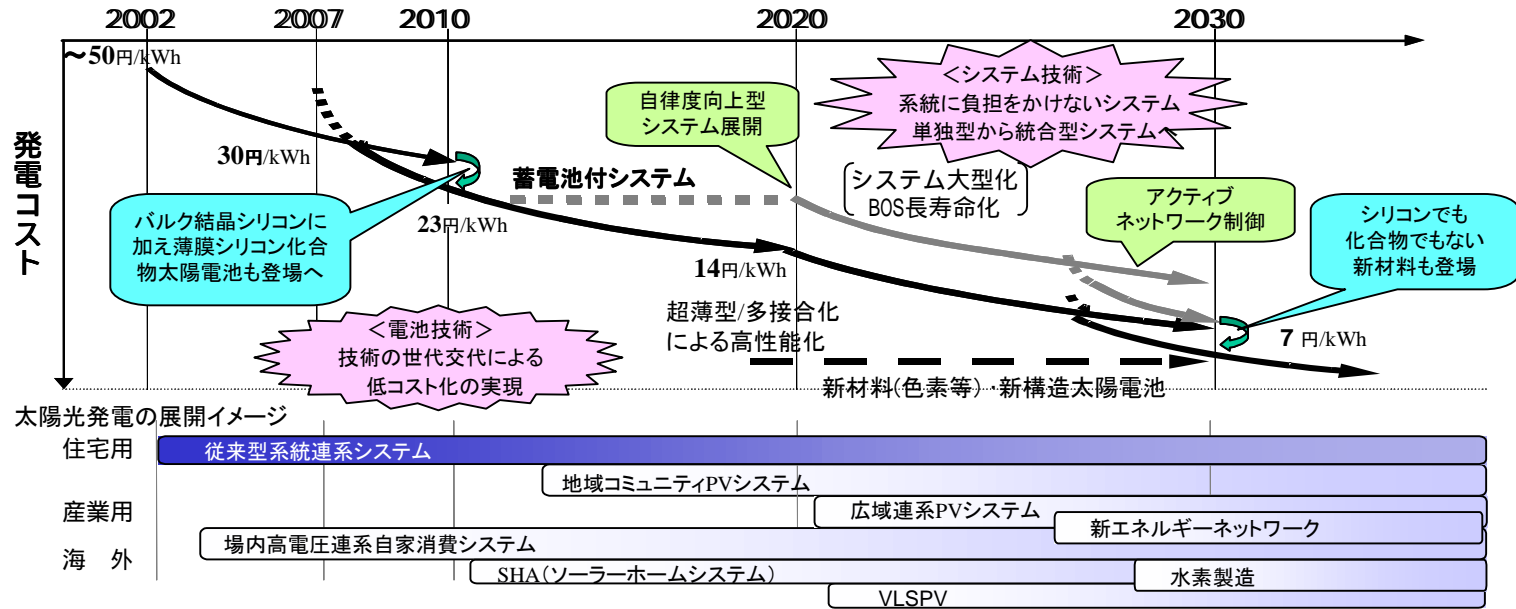 2002 2007 2010 2020 2030
～50円/kWh
発電コスト
30円/kWh
23円/kWh
14円/kWh
7 円/kWh
バルク結晶シリコンに
加え薄膜シリコン化合
物太陽電池も登場へ
＜電池技術＞
技術の世代交代による
低コスト化の実現
蓄電池付システム
自律度向上型
システム展開
＜システム技術＞
系統に負担をかけないシステム
単独型から統合型システムへ
システム大型化
BOS長寿命化
アクティブ
ネットワーク制御
シリコンでも
化合物でもない
新材料も登場
超薄型/多接合化
による高性能化
新材料(色素等)・新構造太陽電池
太陽光発電の展開イメージ
住宅用
従来型系統連系システム
地域コミュニティPVシステム
産業用
広域連系PVシステム
新エネルギーネットワーク
場内高電圧連系自家消費システム
海　外
SHA（ソーラーホームシステム）
水素製造
VLSPV